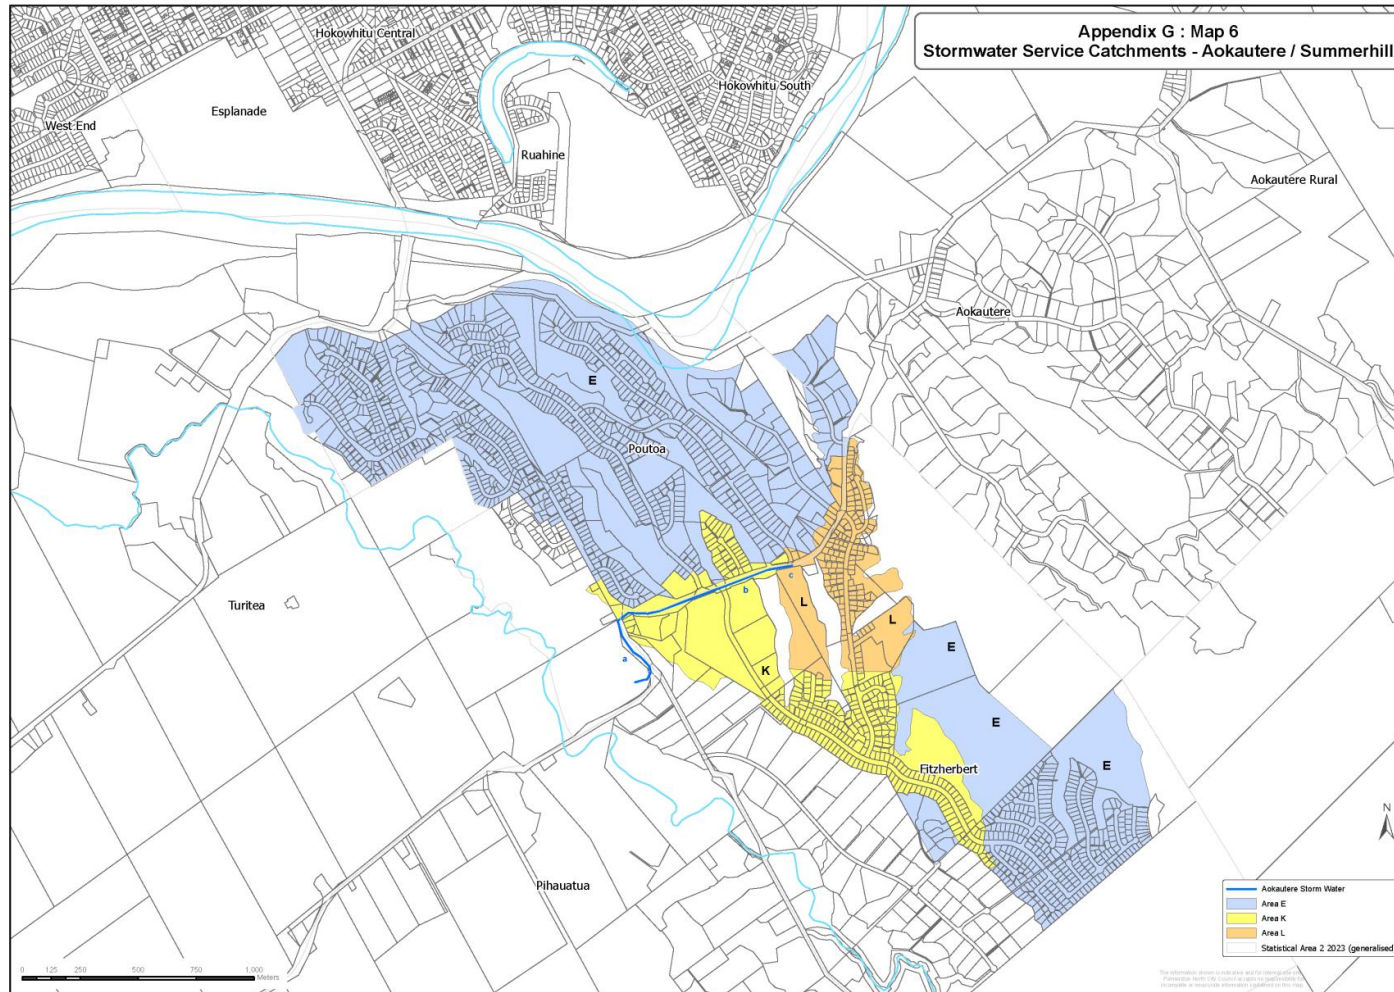 Appendix G : Map 6
Stormwater Service Catchments - Aokautere / Summerhill
Hokowhitu Central
Hokowhitu South
Esplanade
West End
Ruahine
Aokautere Rural
Aokautere
E
Poutoa
c
b
L
Turitea
L
E
a
K
E
Fitzherbert
E
Pihauatua
N
Aokautere Storm Water
Area E
Area K
Area L
Statistical Area 2 2023 (generalised
0 125 250 500 750 1,000
Meters